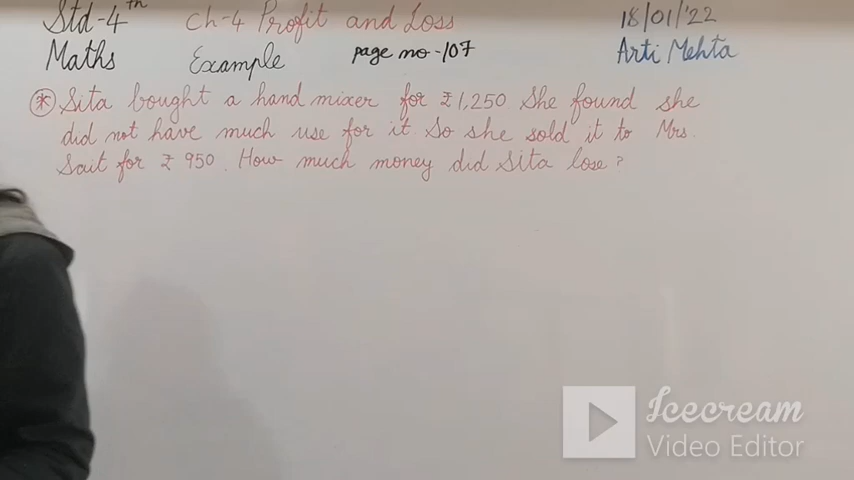 Std-4th Ch-4 Profit and Loss 18/01/'22
Maths Example page no-107 Arti Mehta
* Sita bought a hand mixer for ₹1,250 She found she
did not have much use for it. So she sold it to Mrs.
Sait for ₹ 950. How much money did Sita lose?
Icecream
Video Editor